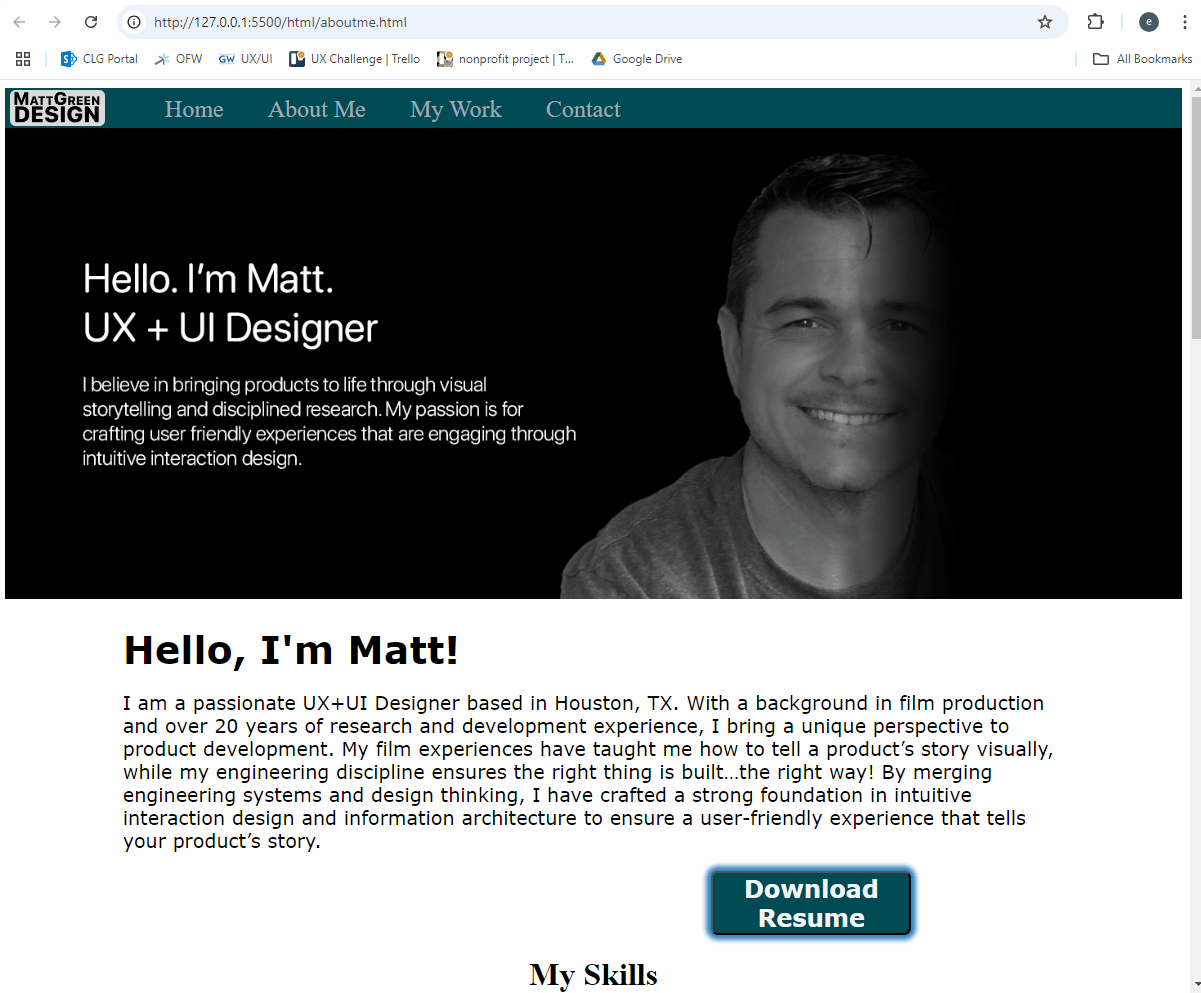 http://127.0.0.1:5500/html/aboutme.html
e
CLG Portal
OFW
GW UX/UI
UX Challenge | Trello
nonprofit project | T...
Google Drive
All Bookmarks
MATTGREEN
DESIGN
Home About Me My Work Contact
Hello. I’m Matt.
UX + UI Designer
I believe in bringing products to life through visual
storytelling and disciplined research. My passion is for
crafting user friendly experiences that are engaging through
intuitive interaction design.
Hello, I'm Matt!
I am a passionate UX+UI Designer based in Houston, TX. With a background in film production
and over 20 years of research and development experience, I bring a unique perspective to
product development. My film experiences have taught me how to tell a product’s story visually,
while my engineering discipline ensures the right thing is built…the right way! By merging
engineering systems and design thinking, I have crafted a strong foundation in intuitive
interaction design and information architecture to ensure a user-friendly experience that tells
your product’s story.
Download
Resume
My Skills